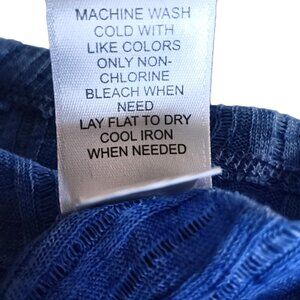 MACHINE WASH
COLD WITH
LIKE COLORS
ONLY NON-
CHLORINE
BLEACH WHEN
NEED
LAY FLAT TO DRY
COOL IRON
WHEN NEEDED